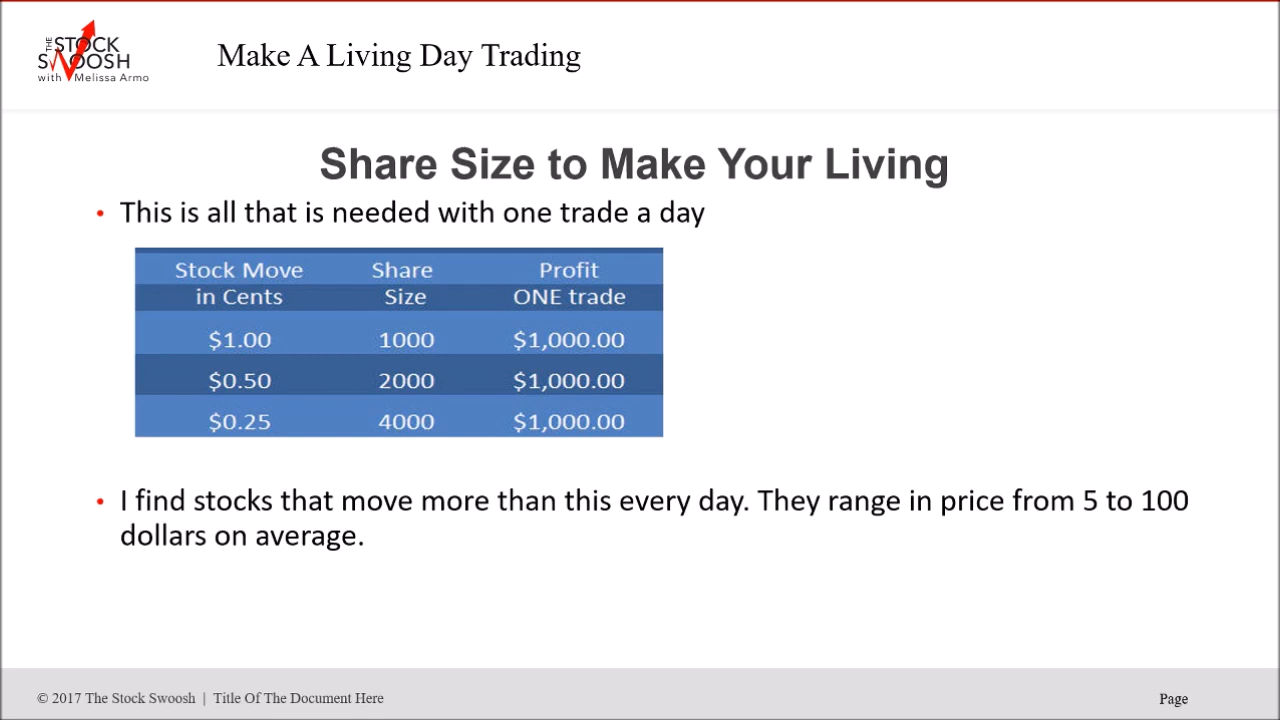 THE
STOCK
SWOOSH
with Melissa Armo
Make A Living Day Trading
Share Size to Make Your Living
• This is all that is needed with one trade a day
Stock Move Share Profit
in Cents Size ONE trade
$1.00 1000 $1,000.00
$0.50 2000 $1,000.00
$0.25 4000 $1,000.00
• I find stocks that move more than this every day. They range in price from 5 to 100
dollars on average.
© 2017 The Stock Swoosh | Title Of The Document Here
Page